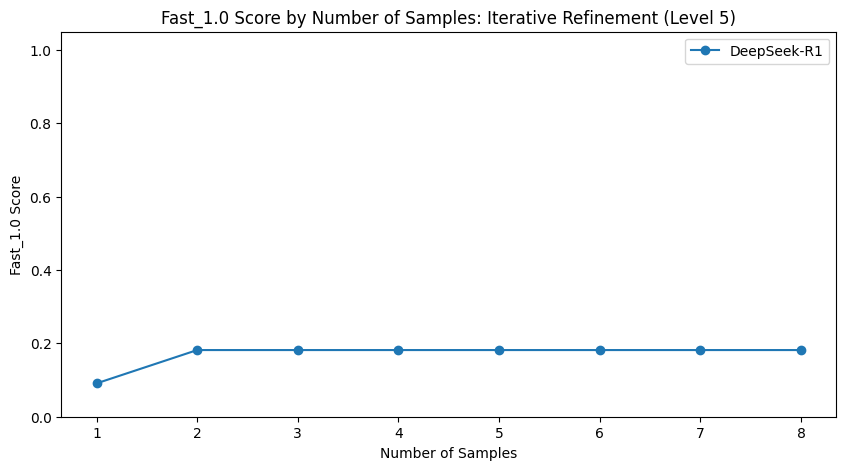 Fast_1.0 Score by Number of Samples: Iterative Refinement (Level 5)
DeepSeek-R1
Fast_1.0 Score
1.0
0.8
0.6
0.4
0.2
0.0
1 2 3 4 5 6 7 8
Number of Samples